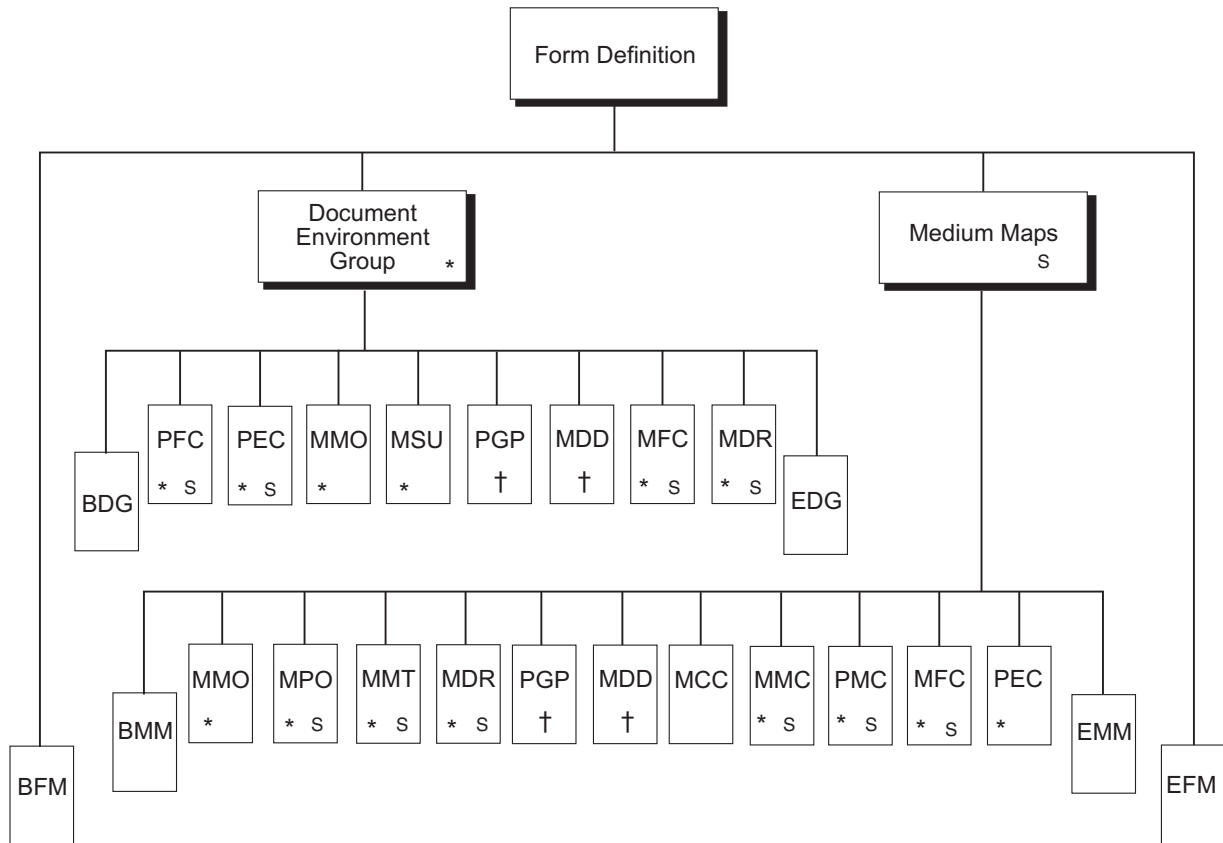 Form Definition
Document
Environment
Group *
Medium Maps
S
PFC
* S
PEC
* S
MMO
*
MSU
*
PGP
†
MDD
†
MFC
* S
MDR
* S
BDG
EDG
MMO
*
MPO
* S
MMT
* S
MDR
* S
PGP
†
MDD
†
MCC
MMC
* S
PMC
* S
MFC
* S
PEC
*
BMM
EMM
BFM
EFM